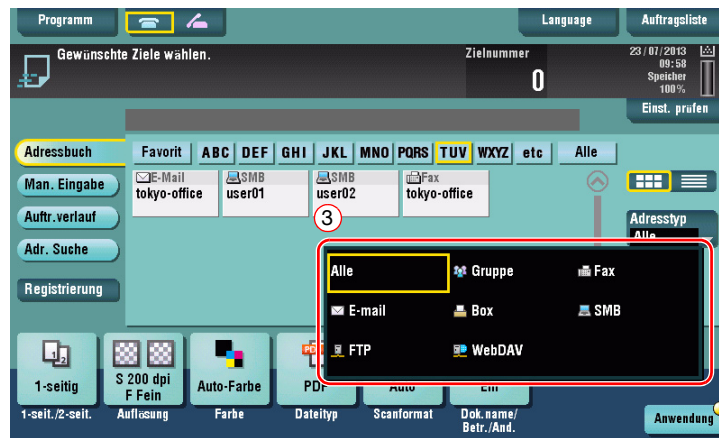 Programm
Language
Auftragsliste
Gewünschte Ziele wählen.
Zielnummer
0
23/07/2013
09:58
Speicher
100%
Einst. prüfen
Adressbuch
Favorit ABC DEF GHI JKL MNO PQRS TUV WXYZ etc Alle
E-Mail
tokyo-office
SMB
user01
SMB
user02
Fax
tokyo-office
Man. Eingabe
Auftr.verlauf
Adr. Suche
Registrierung
Adresstyp
Alle
3
Alle Gruppe Fax
E-mail Box SMB
FTP WebDAV
1-seitig
1-seit./2-seit.
S 200 dpi
F Fein
Auflösung
Auto-Farbe
Farbe
PDF
Dateityp
Auto
Scanformat
Ein
Dok.name/
Betr./And.
Anwendung